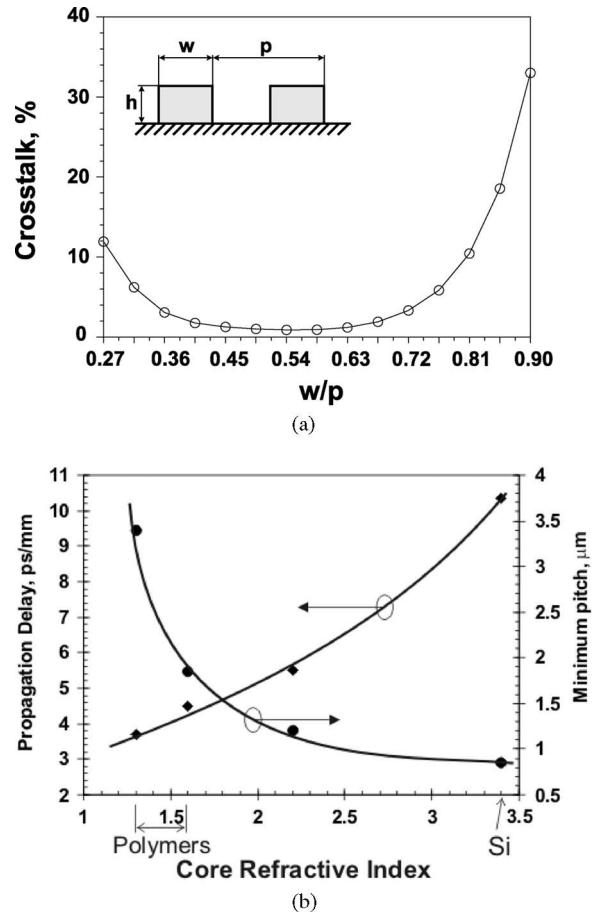 40
30
20
10
0
Crosstalk, %
w
p
h
0.27 0.36 0.45 0.54 0.63 0.72 0.81 0.90
w/p
(a)
11
10
9
8
7
6
5
4
3
2
Propagation Delay, ps/mm
4
3.5
3
2.5
2
1.5
1
0.5
Minimum pitch, μm
1 1.5 2 2.5 3 3.5
Polymers
Si
Core Refractive Index
(b)